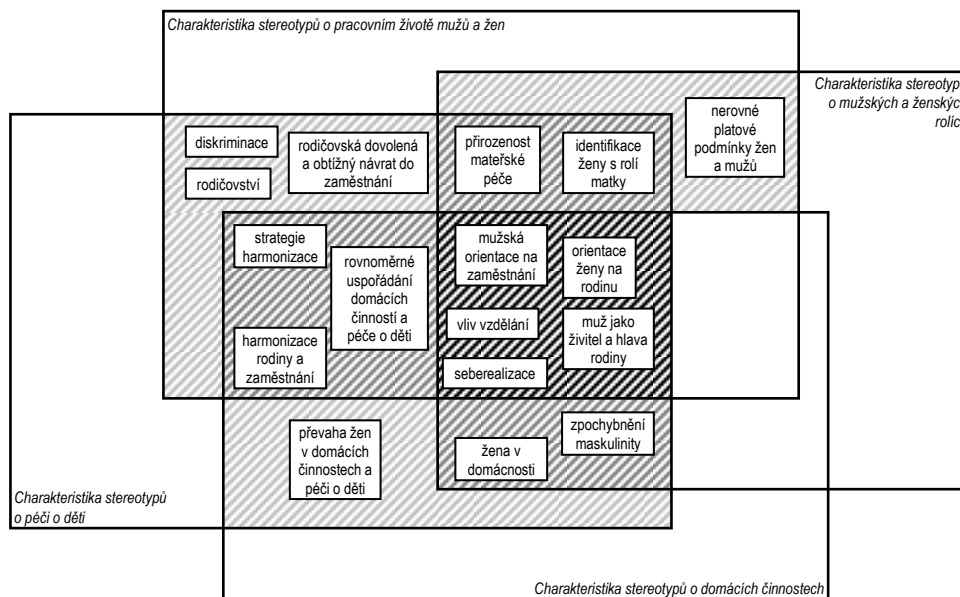 Charakteristika stereotypů o pracovním životě mužů a žen
Charakteristika stereotyp
o mužských a ženskýc
rolíc
diskriminace
rodičovství
rodičovská dovolená
a obtížný návrat do
zaměstnání
přirozenost
mateřské
péče
identifikace
ženy s rolí
matky
nerovné
platové
podmínky žen
a mužů
strategie
harmonizace
rovnoměrné
uspořádání
domácích
činností a
péče o děti
harmonizace
rodiny a
zaměstnání
mužská
orientace na
zaměstnání
orientace
ženy na
rodinu
vliv vzdělání
muž jako
živitel a hlava
rodiny
seberealizace
převaha žen
v domácích
činnostech a
péči o děti
žena v
domácnosti
zpochybnění
maskulinity
Charakteristika stereotypů
o péči o děti
Charakteristika stereotypů o domácích činnostech